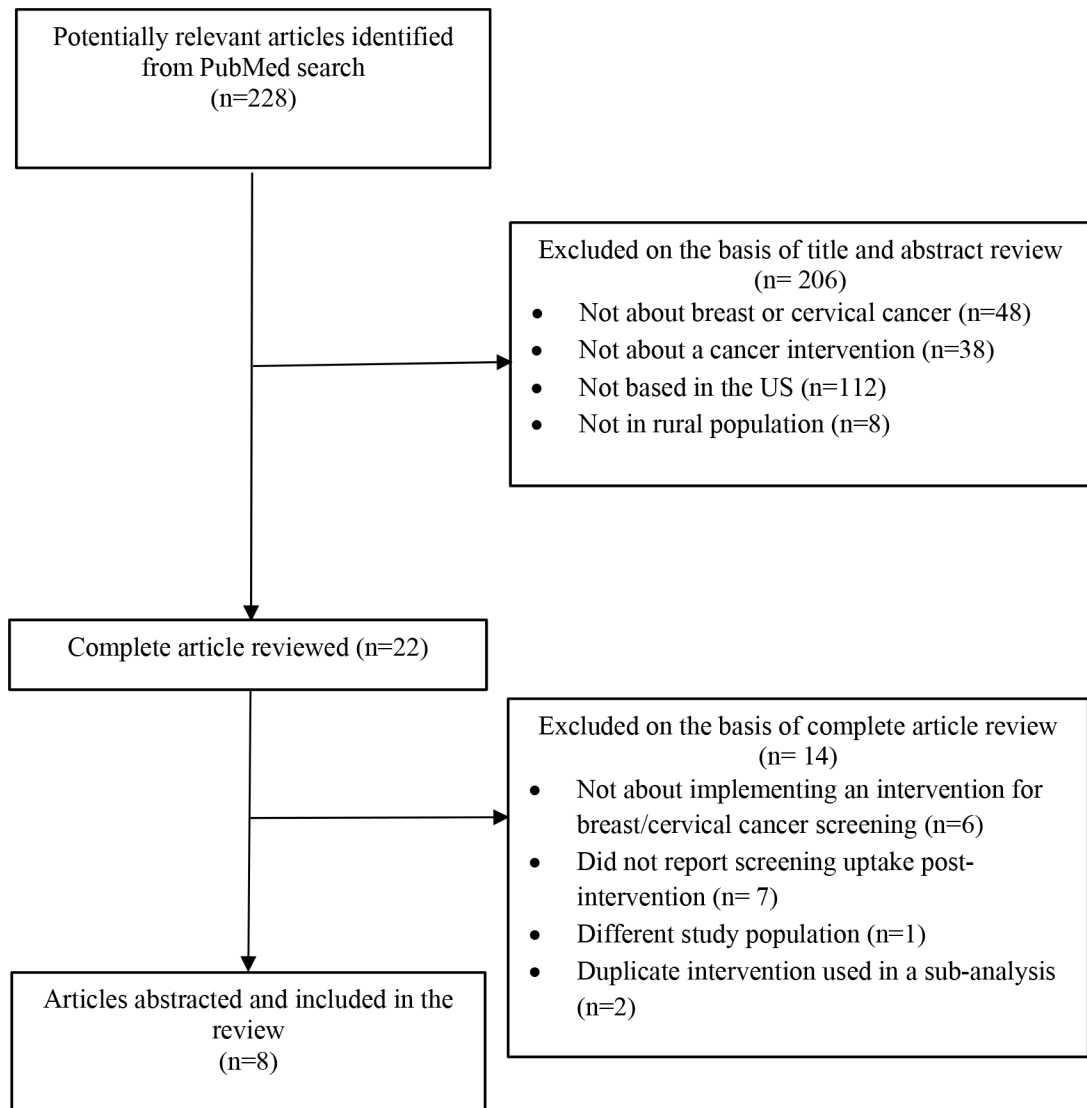 Potentially relevant articles identified
from PubMed search
(n=228)
Excluded on the basis of title and abstract review
(n= 206)
• Not about breast or cervical cancer (n=48)
• Not about a cancer intervention (n=38)
• Not based in the US (n=112)
• Not in rural population (n=8)
Complete article reviewed (n=22)
Excluded on the basis of complete article review
(n= 14)
• Not about implementing an intervention for
breast/cervical cancer screening (n=6)
• Did not report screening uptake post-
intervention (n= 7)
• Different study population (n=1)
• Duplicate intervention used in a sub-analysis
(n=2)
Articles abstracted and included in the
review
(n=8)